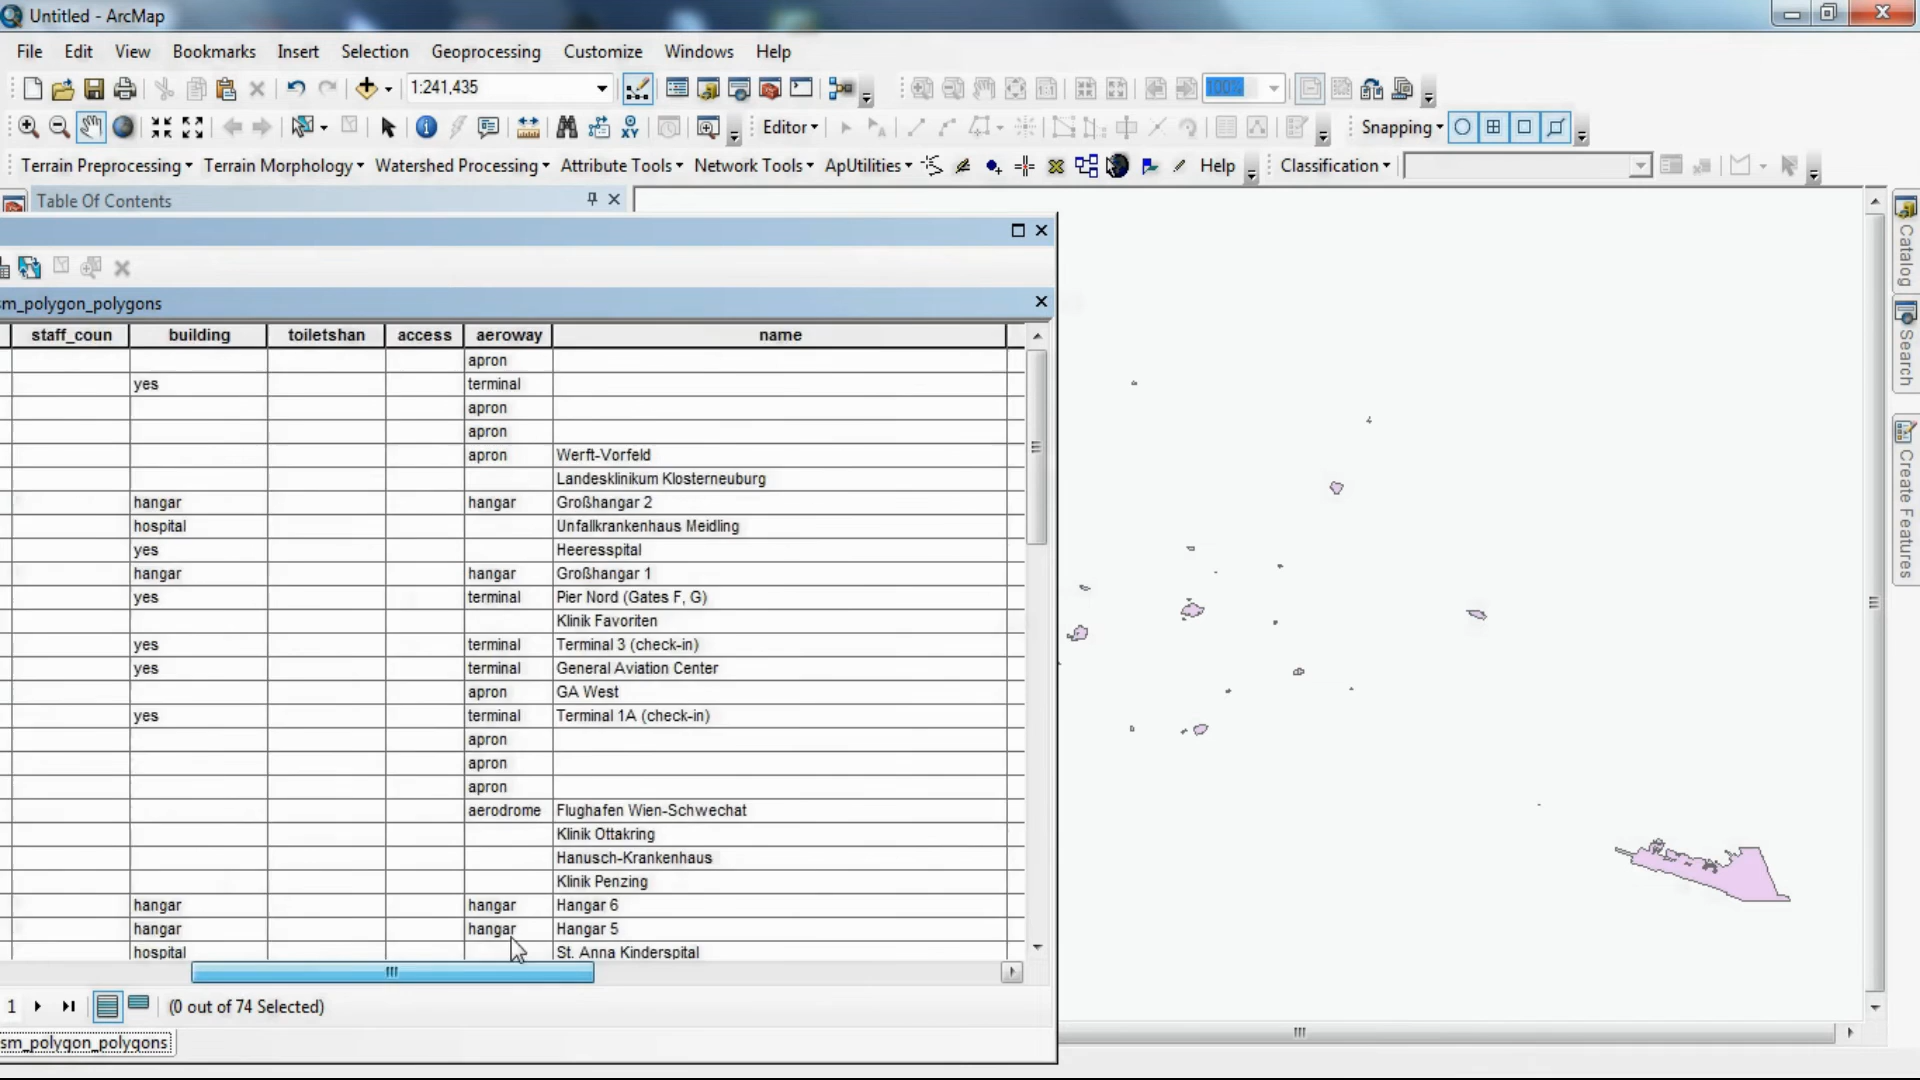 Untitled - ArcMap
File Edit View Bookmarks Insert Selection Geoprocessing Customize Windows Help
1:241,435 100%
Editor Snapping
Terrain Preprocessing Terrain Morphology Watershed Processing Attribute Tools Network Tools ApUtilities Help Classification
Table Of Contents
sm_polygon_polygons
staff_coun building toiletshan access aeroway name
apron
yes terminal
apron
apron
apron Werft-Vorfeld
Landesklinikum Klosterneuburg
hangar hangar Großhangar 2
hospital Unfallkrankenhaus Meidling
yes Heeresspital
hangar hangar Großhangar 1
yes terminal Pier Nord (Gates F, G)
Klinik Favoriten
yes terminal Terminal 3 (check-in)
yes terminal General Aviation Center
apron GA West
yes terminal Terminal 1A (check-in)
apron
apron
apron
aerodrome Flughafen Wien-Schwechat
Klinik Ottakring
Hanusch-Krankenhaus
Klinik Penzing
hangar hangar Hangar 6
hangar hangar Hangar 5
hospital St. Anna Kinderspital
1 (0 out of 74 Selected)
sm_polygon_polygons
Catalog
Search
Create Features